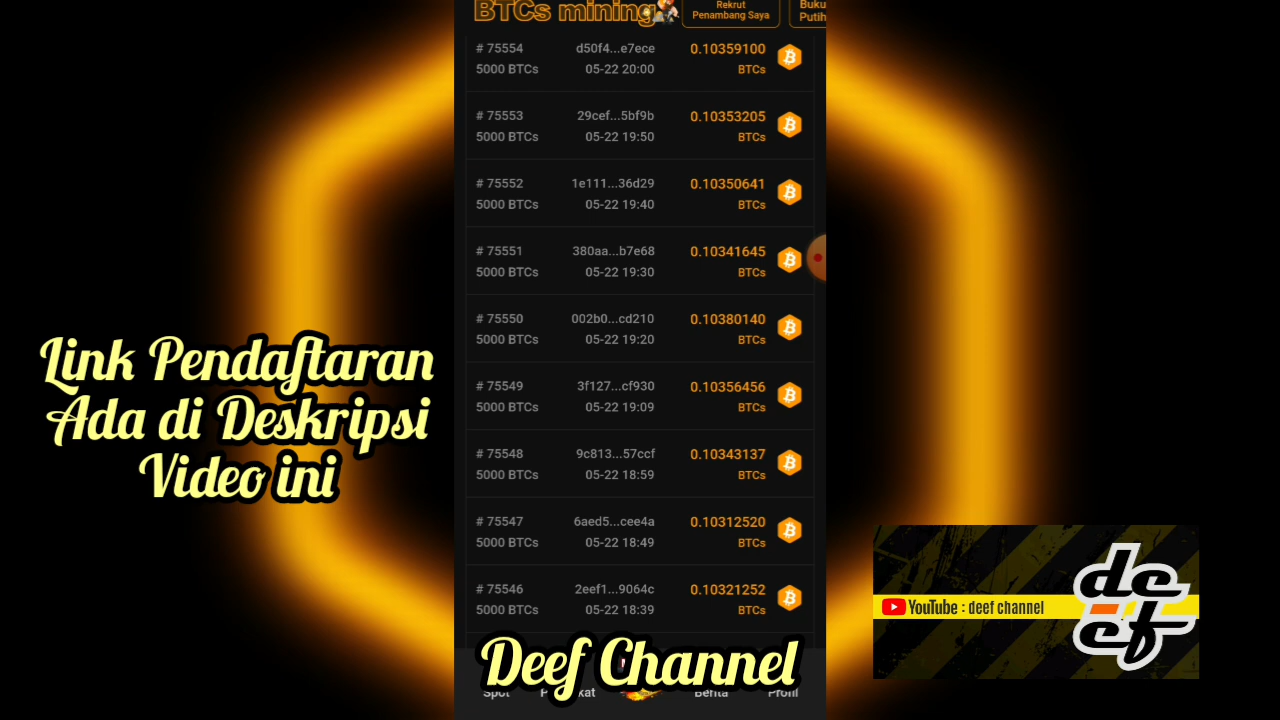 BTCs mining
Rekrut
Penambang Saya
Buku
Putih
# 75554 d50f4...e7ece 0.10359100
5000 BTCs 05-22 20:00 BTCs
# 75553 29cef...5bf9b 0.10353205
5000 BTCs 05-22 19:50 BTCs
# 75552 1e111...36d29 0.10350641
5000 BTCs 05-22 19:40 BTCs
# 75551 380aa...b7e68 0.10341645
5000 BTCs 05-22 19:30 BTCs
# 75550 002b0...cd210 0.10380140
5000 BTCs 05-22 19:20 BTCs
# 75549 3f127...cf930 0.10356456
5000 BTCs 05-22 19:09 BTCs
# 75548 9c813...57ccf 0.10343137
5000 BTCs 05-22 18:59 BTCs
# 75547 6aed5...cee4a 0.10312520
5000 BTCs 05-22 18:49 BTCs
# 75546 2eef1...9064c 0.10321252
5000 BTCs 05-22 18:39 BTCs
Link Pendaftaran
Ada di Deskripsi
Video ini
Deef Channel
Spot Berita Profil
YouTube : deef channel
deef